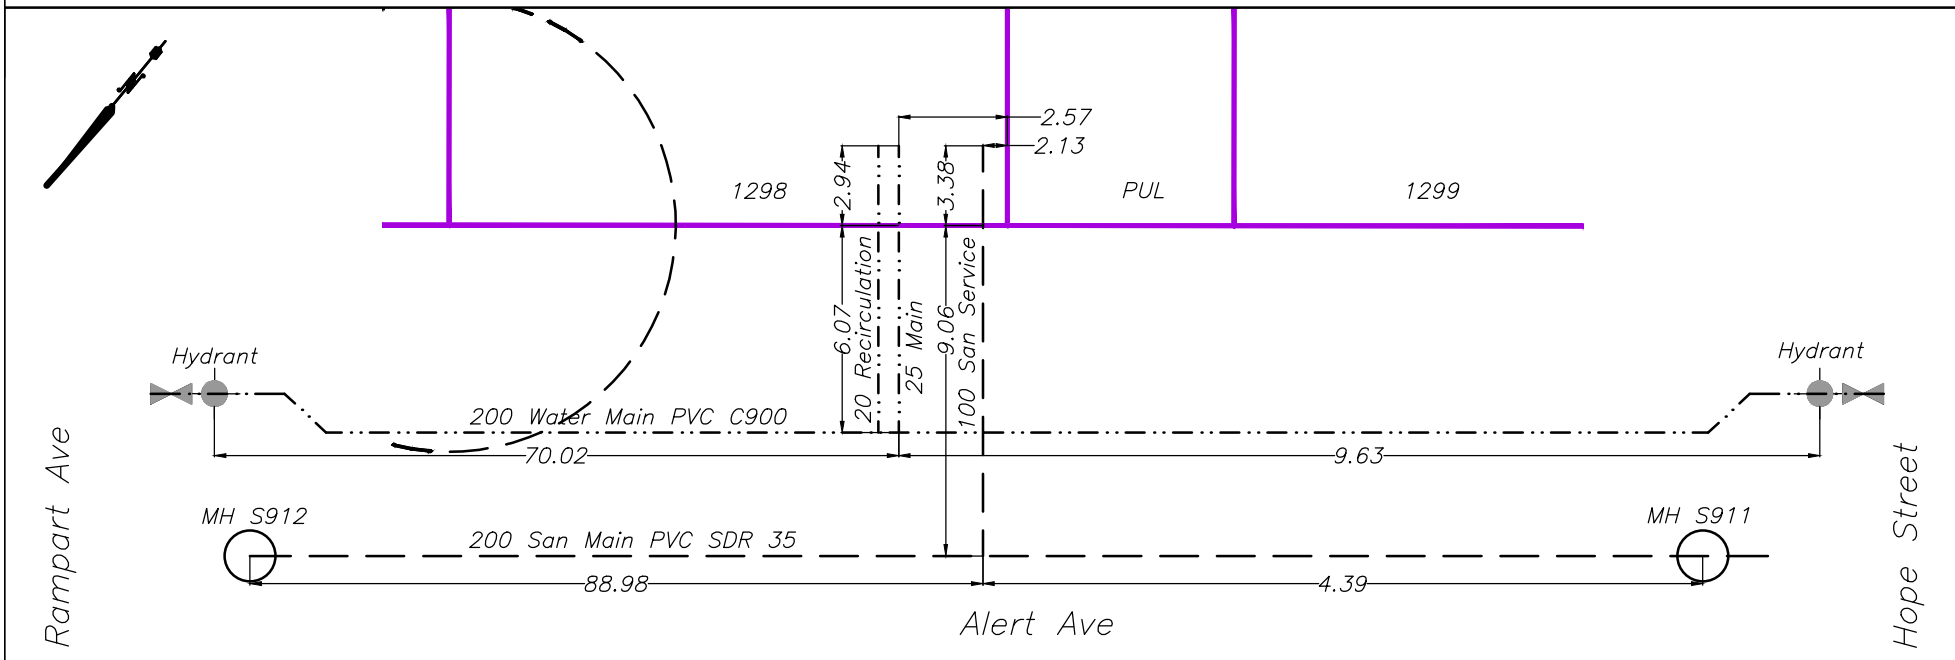 N
2.57
2.13
2.94
3.38
1298
PUL
1299
6.07
20 Recirculation
25 Main
9.06
100 San Service
Hydrant
Hydrant
200 Water Main PVC C900
70.02
9.63
Rampart Ave
Hope Street
MH S912
MH S911
200 San Main PVC SDR 35
88.98
4.39
Alert Ave